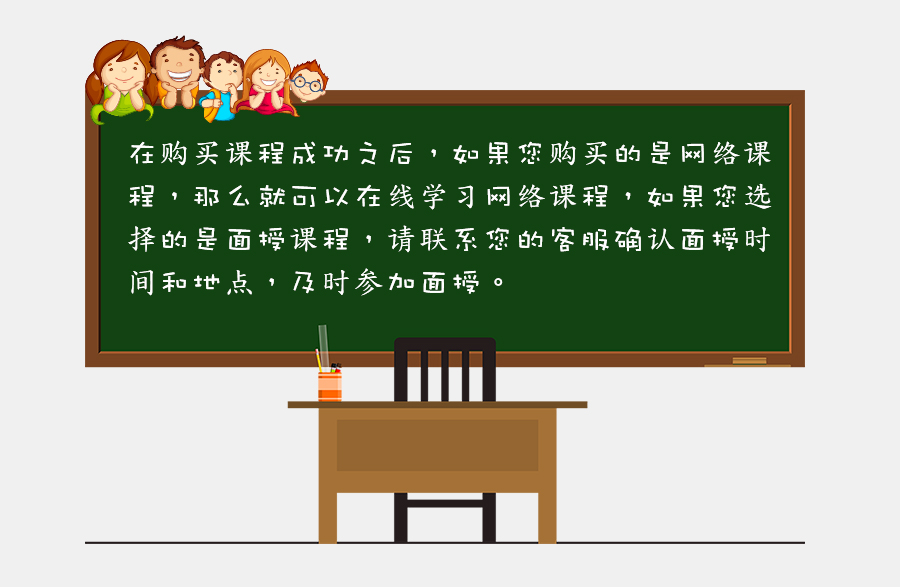 在购买课程成功之后，如果您购买的是网络课
程，那么就可以在线学习网络课程，如果您选
择的是面授课程，请联系您的客服确认面授时
间和地点，及时参加面授。